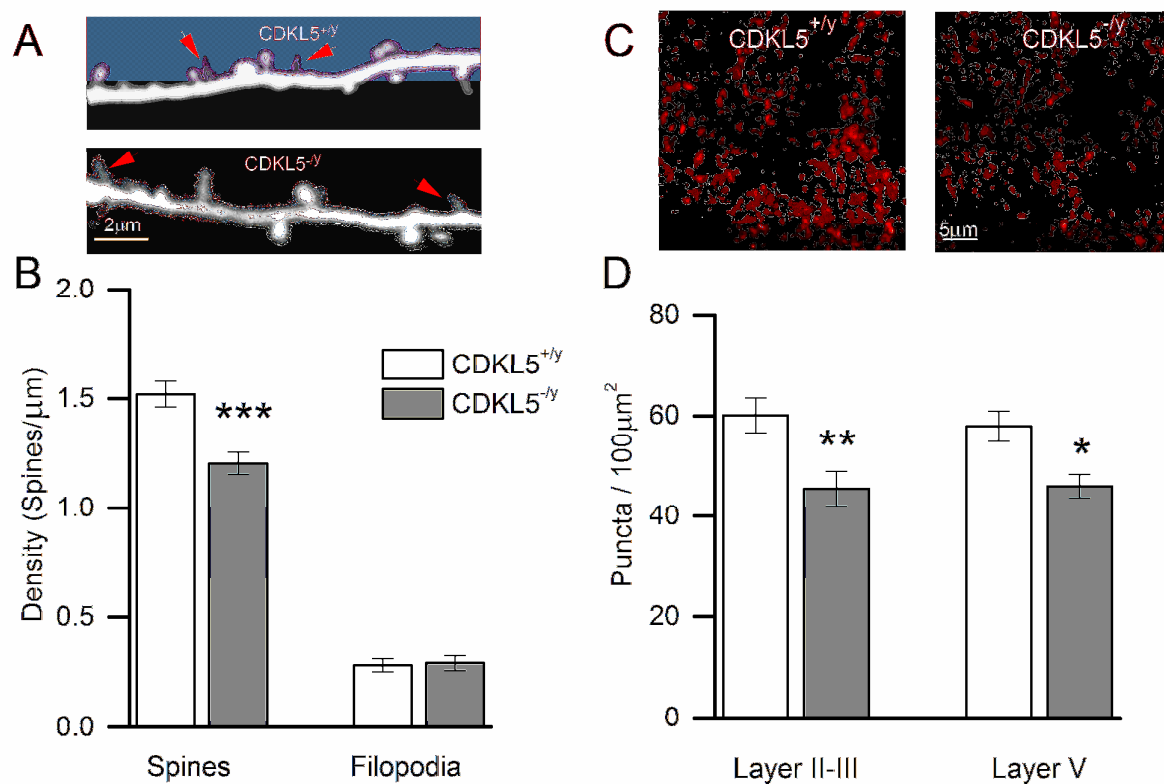 A
CDKL5+/y
CDKL5-/y
2μm
B
Density (Spines/μm)
2.0
1.5
1.0
0.5
0.0
***
CDKL5+/y
CDKL5-/y
Spines Filopodia
C
CDKL5+/y
CDKL5-/y
5μm
D
Puncta / 100μm²
80
60
40
20
0
**
*
Layer II-III Layer V